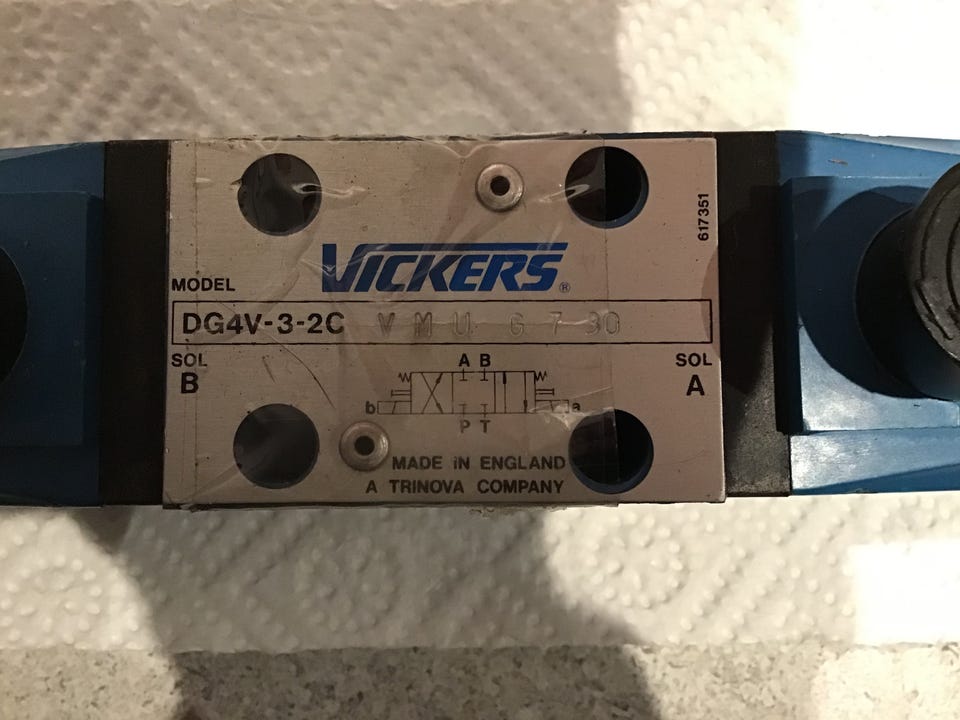 617351
VICKERS ®
MODEL
DG4V-3-2C V M U G 7 30
SOL B
SOL A
A B
b a
P T
MADE IN ENGLAND
A TRINOVA COMPANY